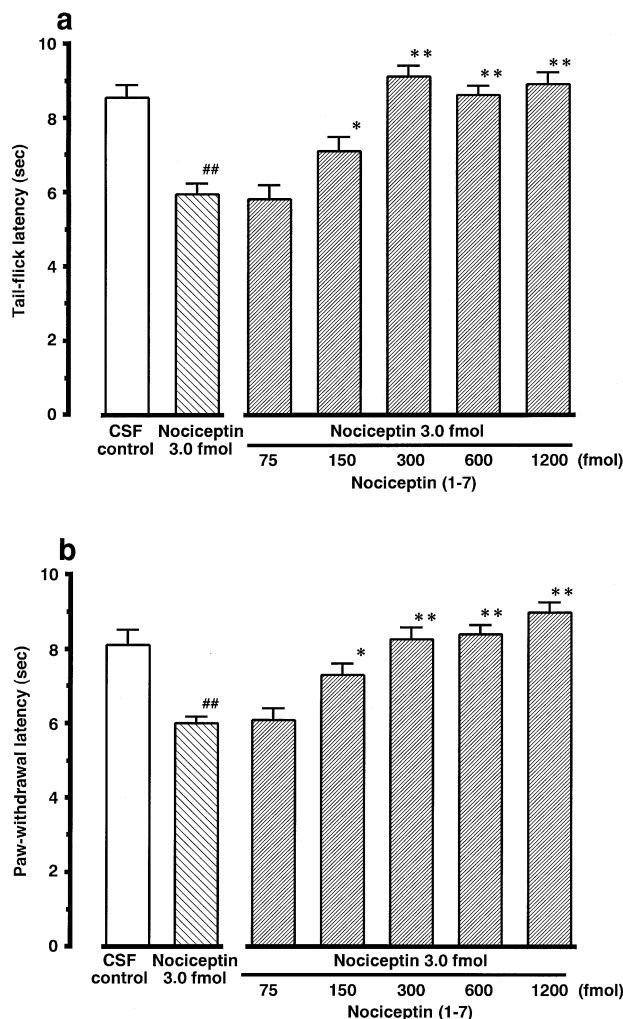 a
Tail-flick latency (sec)
10
8
6
4
2
0
##
*
**
**
**
CSF control
Nociceptin 3.0 fmol
Nociceptin 3.0 fmol
75 150 300 600 1200 (fmol)
Nociceptin (1-7)
b
Paw-withdrawal latency (sec)
10
8
6
4
2
0
##
*
**
**
**
CSF control
Nociceptin 3.0 fmol
Nociceptin 3.0 fmol
75 150 300 600 1200 (fmol)
Nociceptin (1-7)